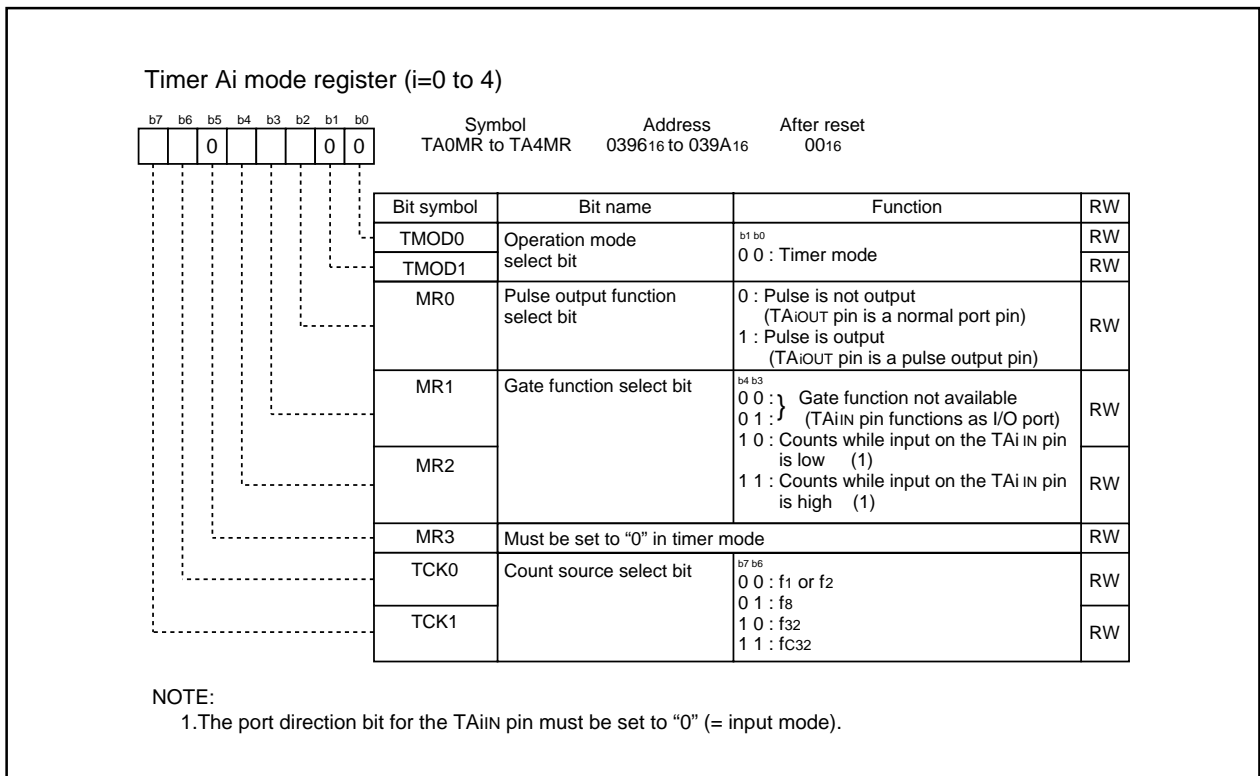 Timer Ai mode register (i=0 to 4)
b7 b6 b5 b4 b3 b2 b1 b0
0 0 0
Symbol Address After reset
TA0MR to TA4MR 039616 to 039A16 0016
Bit symbol Bit name Function RW
TMOD0 Operation mode select bit b1 b0 RW
0 0 : Timer mode
TMOD1 RW
MR0 Pulse output function select bit 0 : Pulse is not output
(TAiOUT pin is a normal port pin)
1 : Pulse is output
(TAiOUT pin is a pulse output pin)
RW
MR1 Gate function select bit b4 b3
0 0 : } Gate function not available
0 1 : (TAiIN pin functions as I/O port)
RW
1 0 : Counts while input on the TAi IN pin
is low (1)
MR2
1 1 : Counts while input on the TAi IN pin
is high (1)
RW
MR3 Must be set to “0” in timer mode RW
TCK0 Count source select bit b7 b6
0 0 : f1 or f2
RW
0 1 : f8
TCK1 1 0 : f32
1 1 : fC32
RW
NOTE:
1.The port direction bit for the TAiIN pin must be set to “0” (= input mode).